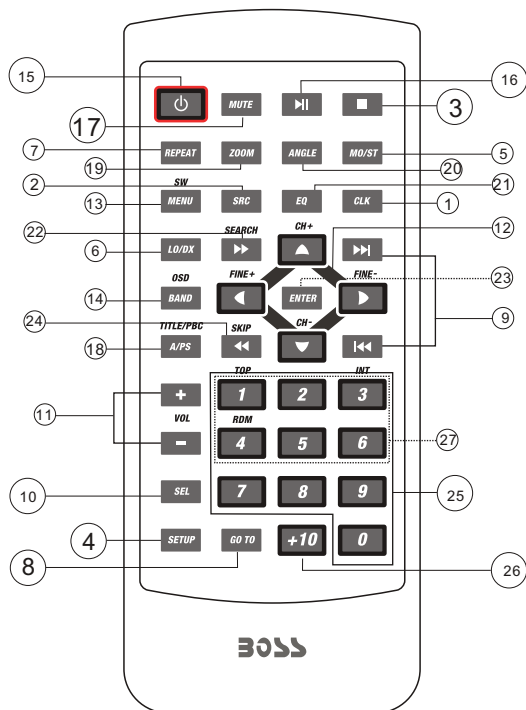 15
16
MUTE
17
3
7
REPEAT
ZOOM
ANGLE
MO/ST
5
19
20
2
SW
21
13
MENU
SRC
EQ
CLK
1
22
SEARCH
CH+
12
6
LO/DX
OSD
FINE+
FINE-
23
14
BAND
ENTER
9
24
TITLE/PBC
SKIP
CH-
18
A/PS
TOP
INT
+
1
2
3
11
VOL
RDM
-
4
5
6
27
10
SEL
7
8
9
25
4
SETUP
GO TO
+10
0
8
26
BOSS